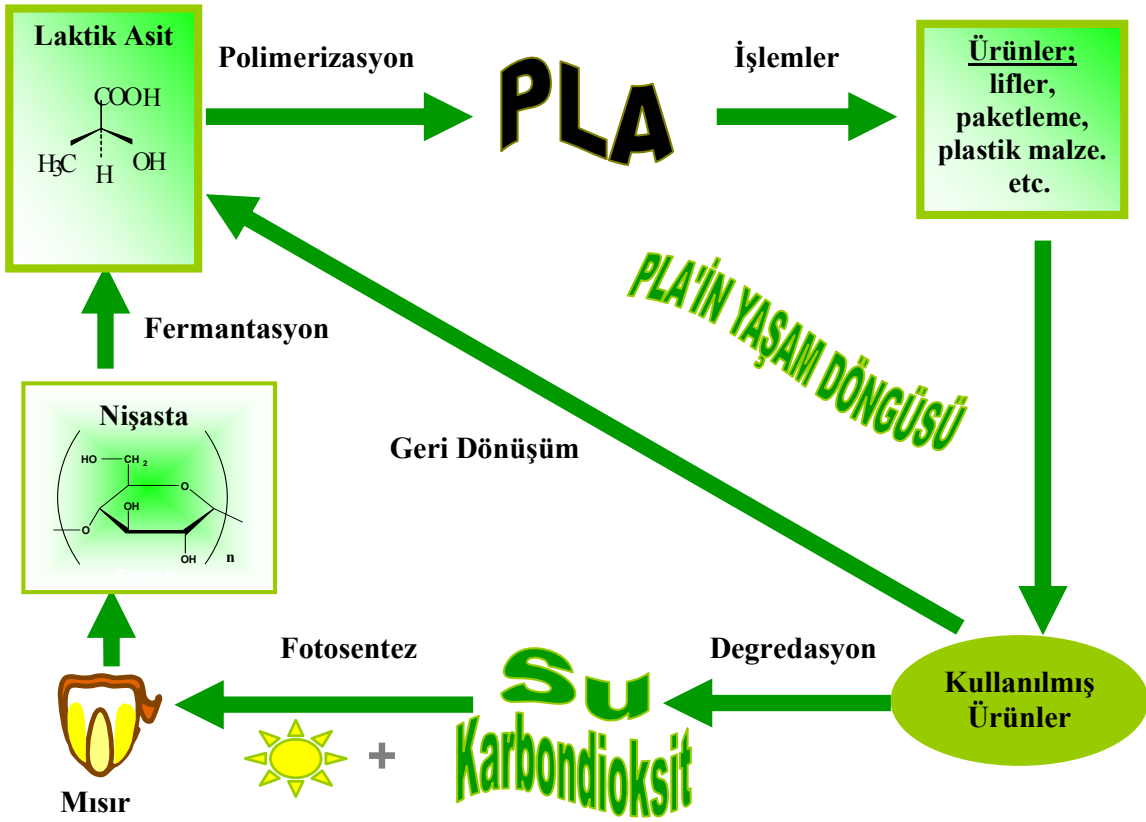 Laktik Asit
COOH
H3C
H
OH
Polimerizasyon
PLA
İşlemler
Ürünler;
lifler,
paketleme,
plastik malze.
etc.
PLA'İN YAŞAM DÖNGÜSÜ
Fermantasyon
Geri Dönüşüm
Nişasta
HO
CH2
O
OH
O
OH
n
Fotosentez
Su
Karbondioksit
+
Degredasyon
Kullanılmış
Ürünler
Mısır